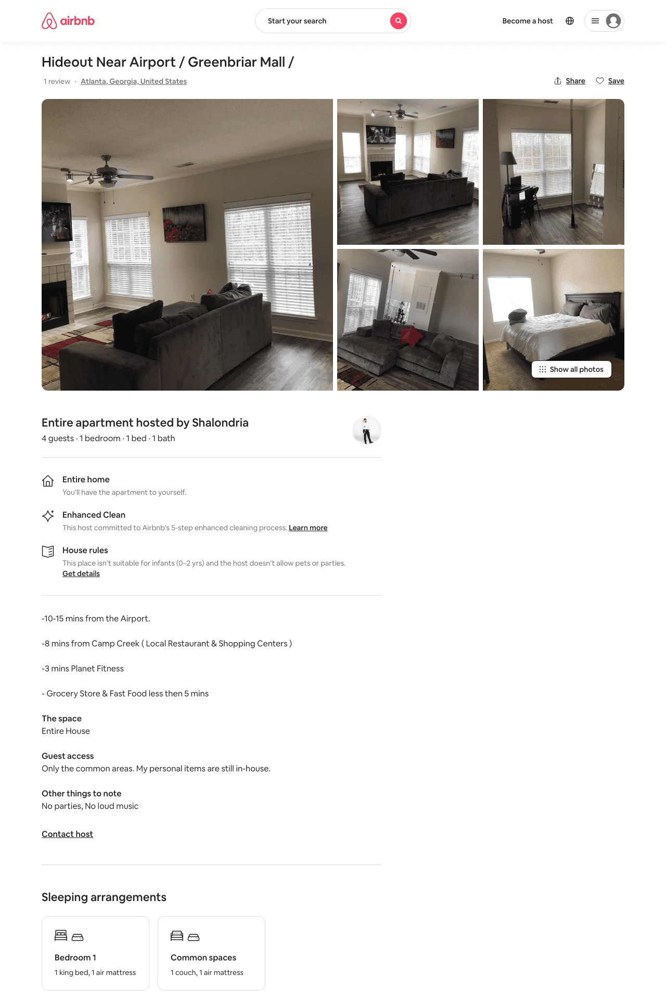 airbnb
Start your search
Become a host
Hideout Near Airport / Greenbriar Mall /
1 review · Atlanta, Georgia, United States
Share
Save
Show all photos
Entire apartment hosted by Shalondria
4 guests · 1 bedroom · 1 bed · 1 bath
Entire home
You’ll have the apartment to yourself.
Enhanced Clean
This host committed to Airbnb's 5-step enhanced cleaning process. Learn more
House rules
This place isn’t suitable for infants (0–2 yrs) and the host doesn’t allow pets or parties.
Get details
-10-15 mins from the Airport.
-8 mins from Camp Creek ( Local Restaurant & Shopping Centers )
-3 mins Planet Fitness
- Grocery Store & Fast Food less then 5 mins
The space
Entire House
Guest access
Only the common areas. My personal items are still in-house.
Other things to note
No parties, No loud music
Contact host
Sleeping arrangements
Bedroom 1
1 king bed, 1 air mattress
Common spaces
1 couch, 1 air mattress